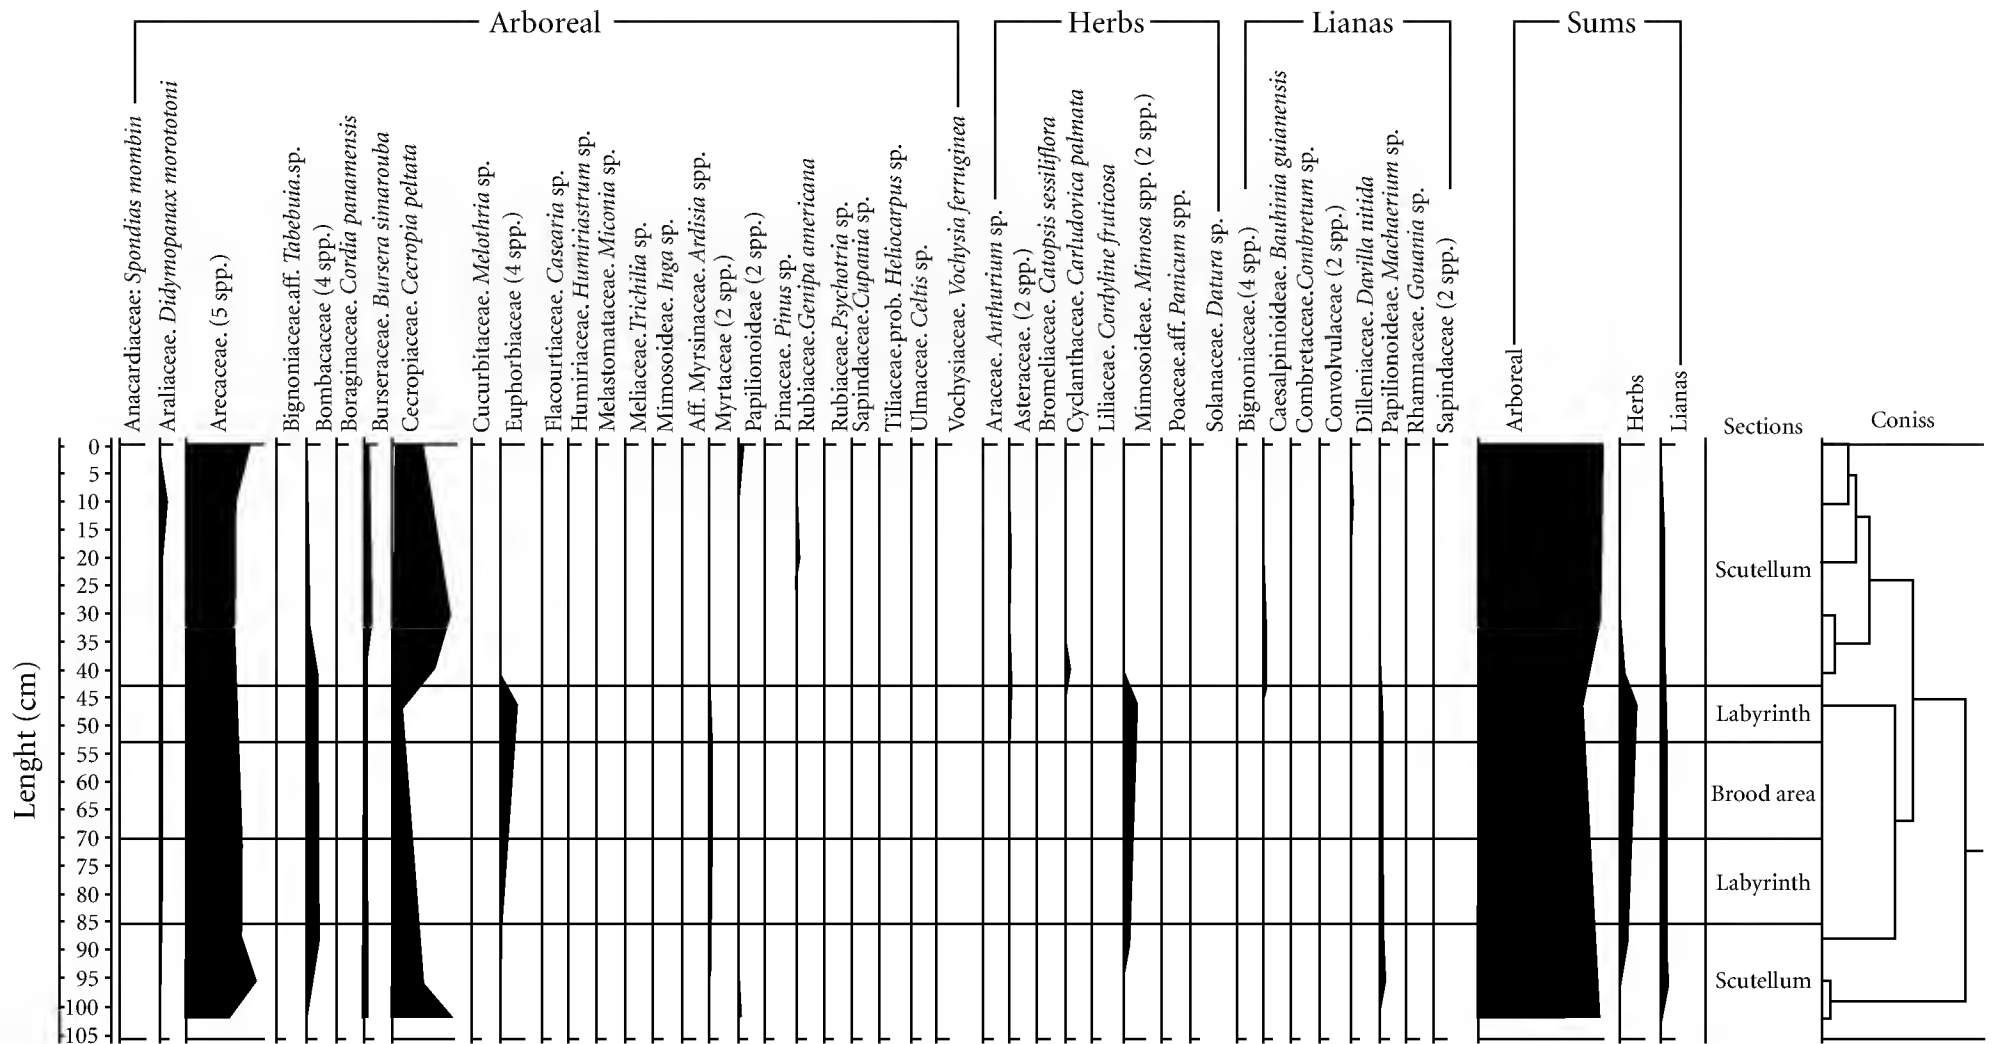 Arboreal
Herbs
Lianas
Sums
Anacardiaceae: Spondias mombin
Araliaceae. Didymopanax morototoni
Arecaceae. (5 spp.)
Bignoniaceae.aff. Tabebuia.sp.
Bombacaceae (4 spp.)
Boraginaceae. Cordia panamensis
Burseraceae. Bursera simarouba
Cecropiaceae. Cecropia peltata
Cucurbitaceae. Melothria sp.
Euphorbiaceae (4 spp.)
Flacourtiaceae. Casearia sp.
Humiriaceae. Humiriastrum sp.
Melastomataceae. Miconia sp.
Meliaceae. Trichilia sp.
Mimosoideae. Inga sp.
Aff. Myrsinaceae. Ardisia spp.
Myrtaceae (2 spp.)
Papilionoideae (2 spp.)
Pinaceae. Pinus sp.
Rubiaceae.Genipa americana
Rubiaceae.Psychotria sp.
Sapindaceae.Cupania sp.
Tiliaceae.prob. Heliocarpus sp.
Ulmaceae. Celtis sp.
Vochysiaceae. Vochysia ferruginea
Araceae. Anthurium sp.
Asteraceae. (2 spp.)
Bromeliaceae. Catopsis sessiliflora
Cyclanthaceae. Carludovica palmata
Liliaceae. Cordyline fruticosa
Mimosoideae. Mimosa spp. (2 spp.)
Poaceae.aff. Panicum spp.
Solanaceae. Datura sp.
Bignoniaceae.(4 spp.)
Caesalpinioideae. Bauhinia guianensis
Combretaceae.Combretum sp.
Convolvulaceae (2 spp.)
Dilleniaceae. Davilla nitida
Papilionoideae. Machaerium sp.
Rhamnaceae. Gouania sp.
Sapindaceae (2 spp.)
Arboreal
Herbs
Lianas
Sections
Coniss
Lenght (cm)
0
5
10
15
20
25
30
35
40
45
50
55
60
65
70
75
80
85
90
95
100
105
Scutellum
Labyrinth
Brood area
Labyrinth
Scutellum